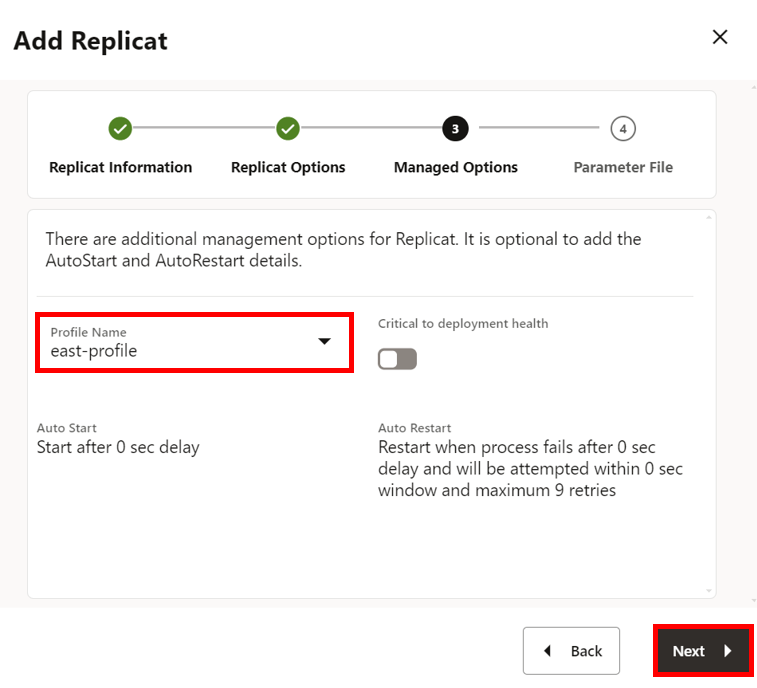 Add Replicat
3
4
Replicat Information
Replicat Options
Managed Options
Parameter File
There are additional management options for Replicat. It is optional to add the
AutoStart and AutoRestart details.
Profile Name
east-profile
Critical to deployment health
Auto Start
Start after 0 sec delay
Auto Restart
Restart when process fails after 0 sec
delay and will be attempted within 0 sec
window and maximum 9 retries
Back
Next